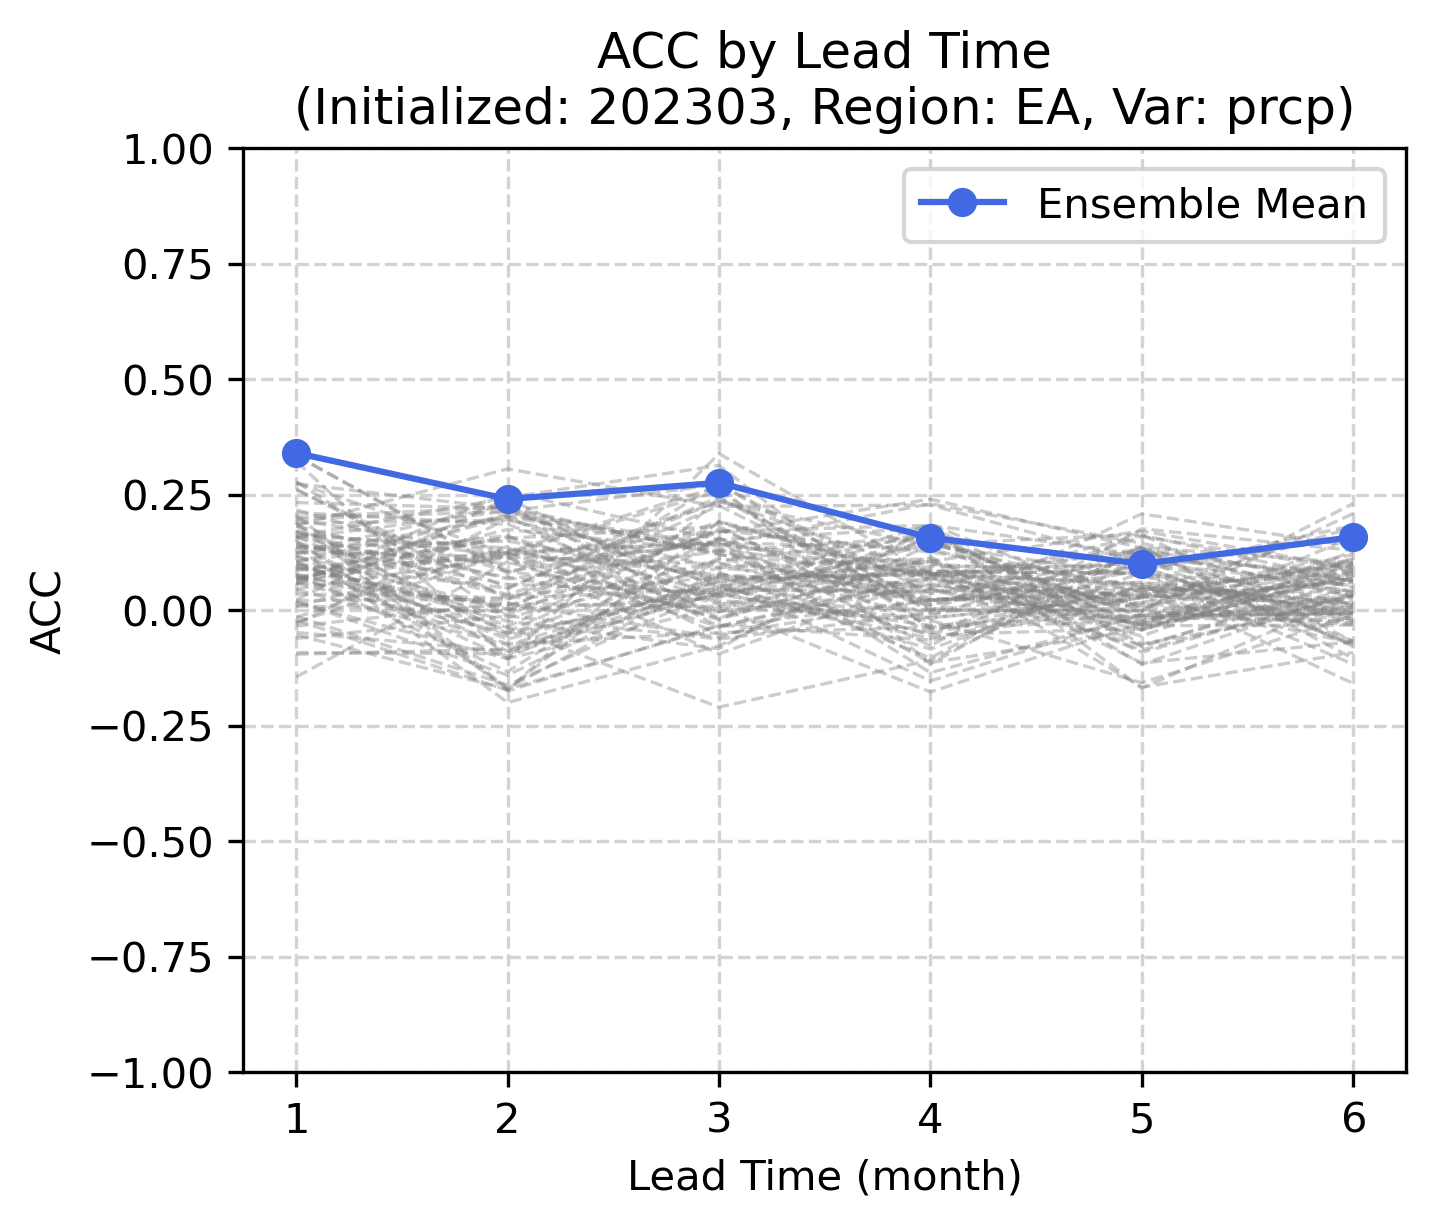 ACC by Lead Time
(Initialized: 202303, Region: EA, Var: prcp)
Ensemble Mean
1.00
0.75
0.50
0.25
0.00
−0.25
−0.50
−0.75
−1.00
ACC
1 2 3 4 5 6
Lead Time (month)